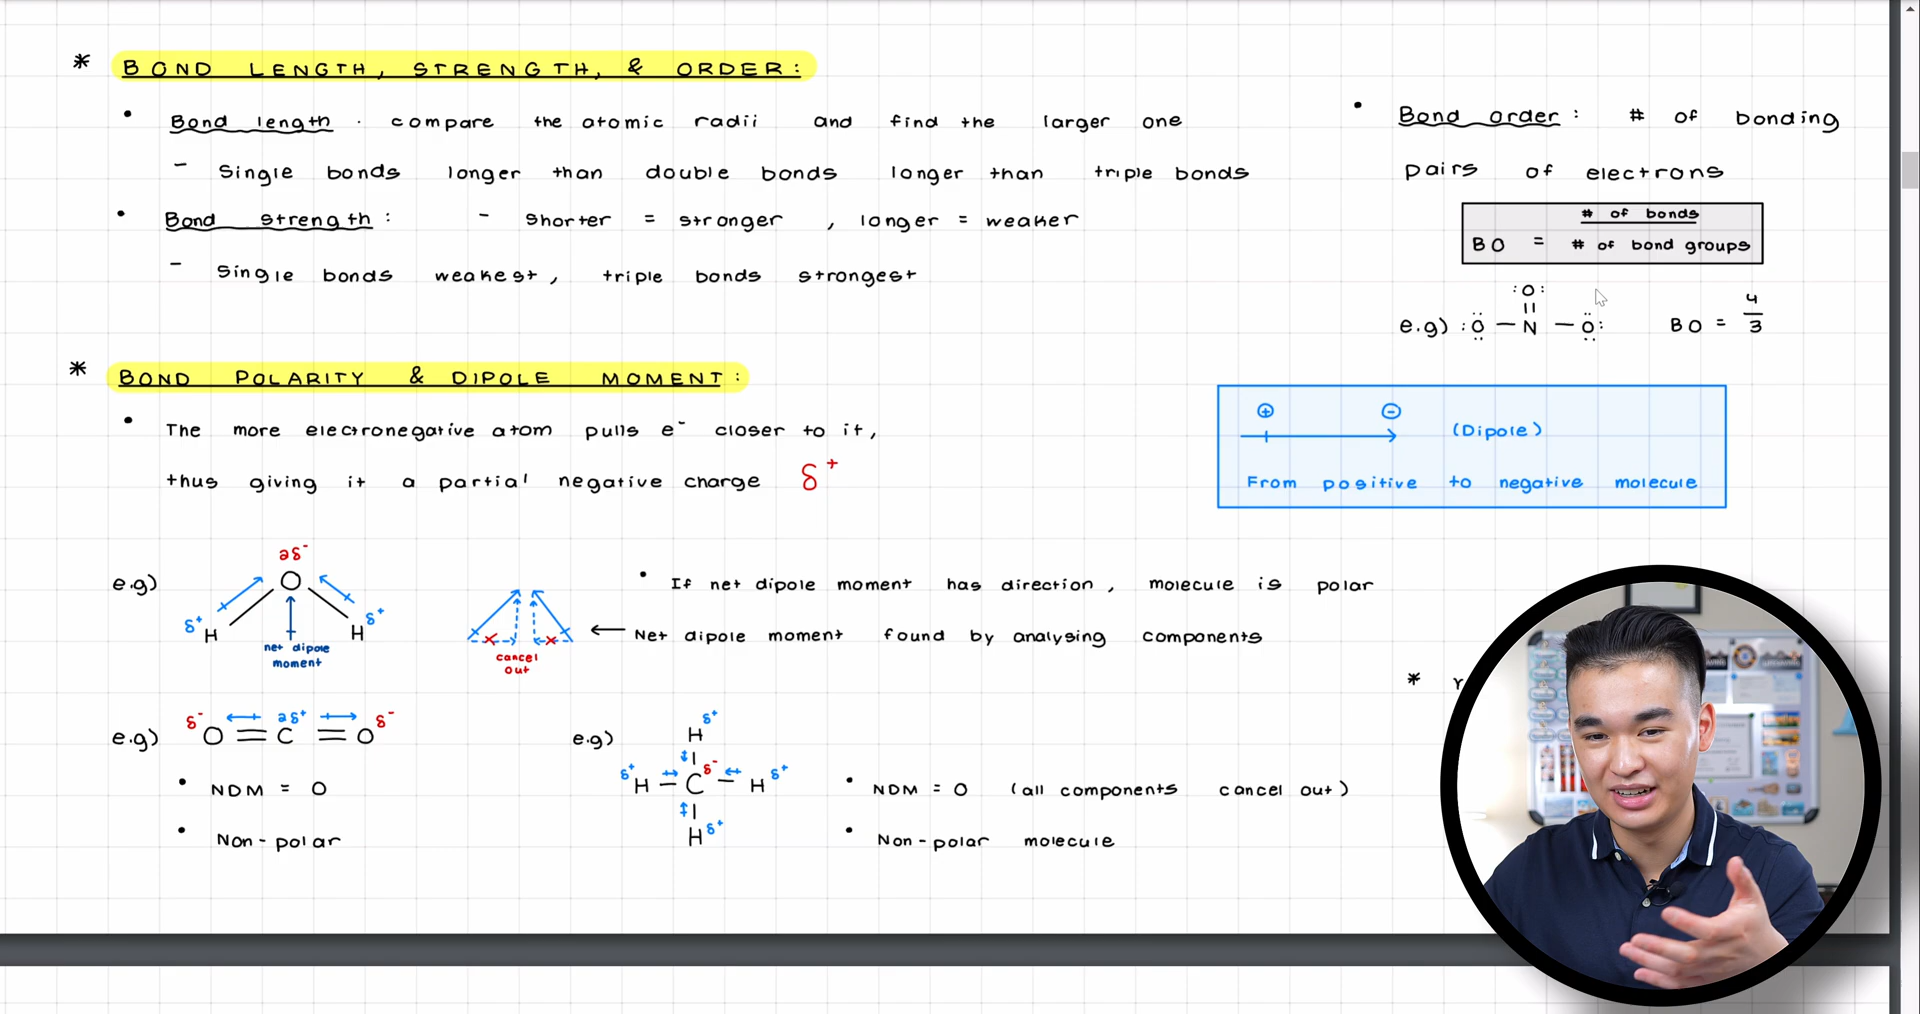 * BOND LENGTH, STRENGTH, & ORDER:
• Bond length · compare the atomic radii and find the larger one
- Single bonds longer than double bonds longer than triple bonds
• Bond strength : - shorter = stronger , longer = weaker
- Single bonds weakest, triple bonds strongest
• Bond order : # of bonding
pairs of electrons
BO = # of bonds
# of bond groups
:O:
||
e.g) :O — N — O: BO = 4/3
* BOND POLARITY & DIPOLE MOMENT :
• The more electronegative atom pulls e⁻ closer to it,
thus giving it a partial negative charge δ⁺
⊕ ⊖
(Dipole)
From positive to negative molecule
e.g) 2δ⁻
O
δ⁺ H H δ⁺
net dipole
moment
cancel
out
• If net dipole moment has direction, molecule is polar
← Net dipole moment found by analysing components
*
e.g) δ⁻ O = C = O δ⁻
2δ⁺
• NDM = O
• Non-polar
e.g) H δ⁺
δ⁺ H — C δ⁻ — H δ⁺
H δ⁺
• NDM = O (all components cancel out)
• Non-polar molecule